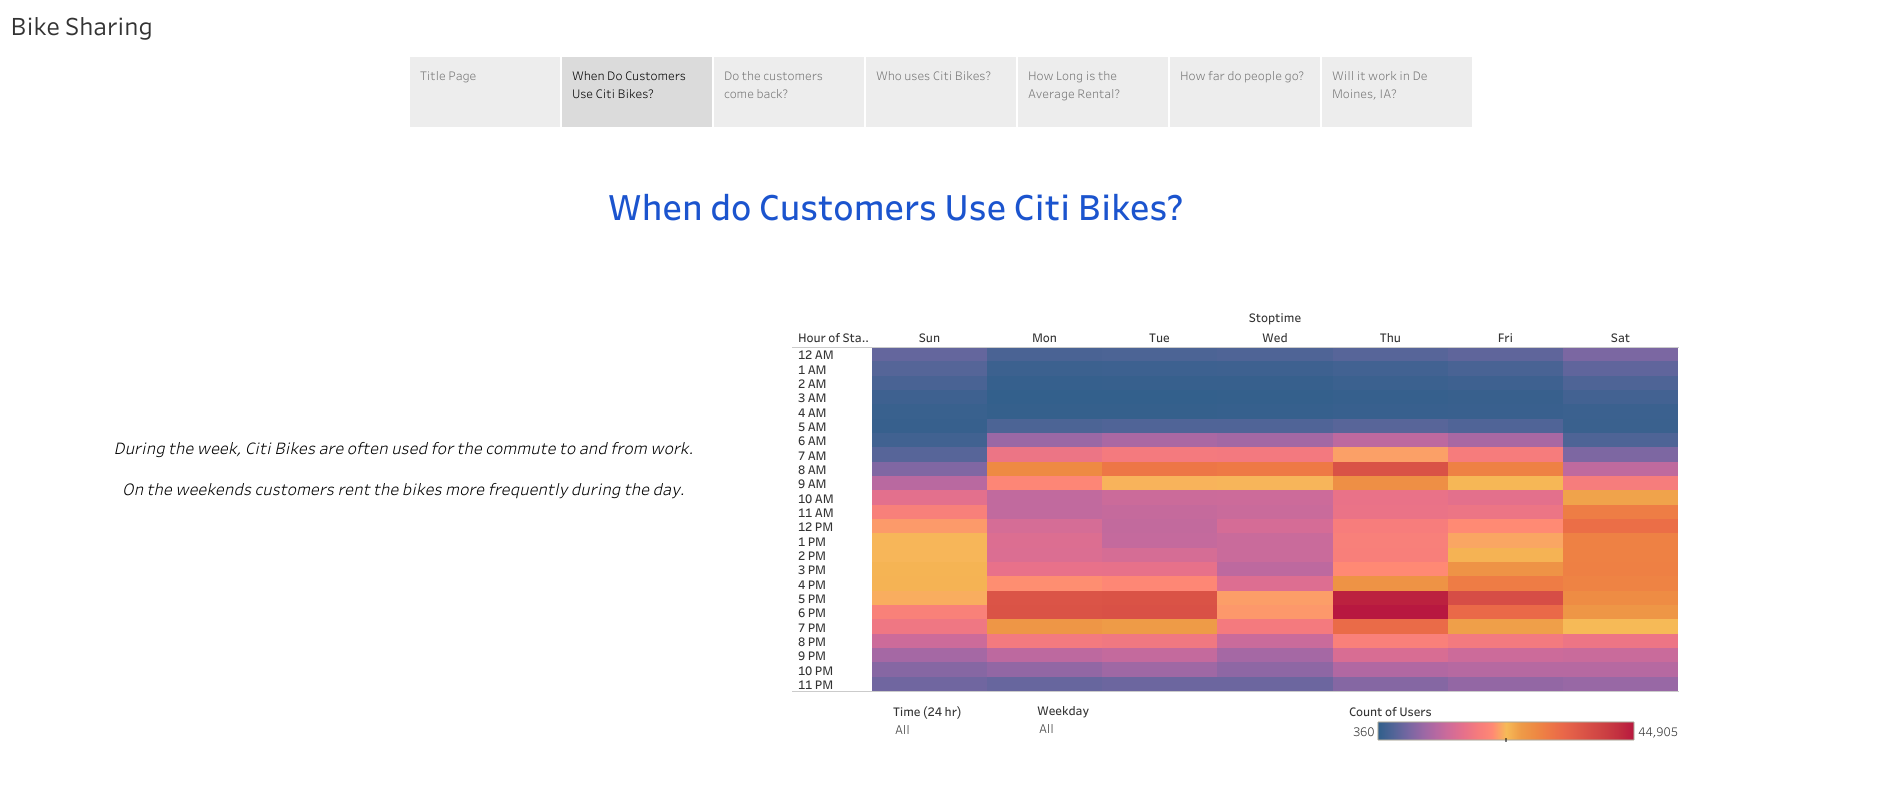 Bike Sharing
Title Page
When Do Customers
Use Citi Bikes?
Do the customers
come back?
Who uses Citi Bikes?
How Long is the
Average Rental?
How far do people go?
Will it work in De
Moines, IA?
When do Customers Use Citi Bikes?
During the week, Citi Bikes are often used for the commute to and from work.
On the weekends customers rent the bikes more frequently during the day.
Stoptime
Hour of Sta.. Sun Mon Tue Wed Thu Fri Sat
12 AM
1 AM
2 AM
3 AM
4 AM
5 AM
6 AM
7 AM
8 AM
9 AM
10 AM
11 AM
12 PM
1 PM
2 PM
3 PM
4 PM
5 PM
6 PM
7 PM
8 PM
9 PM
10 PM
11 PM
Time (24 hr)
All
Weekday
All
Count of Users
360 44,905